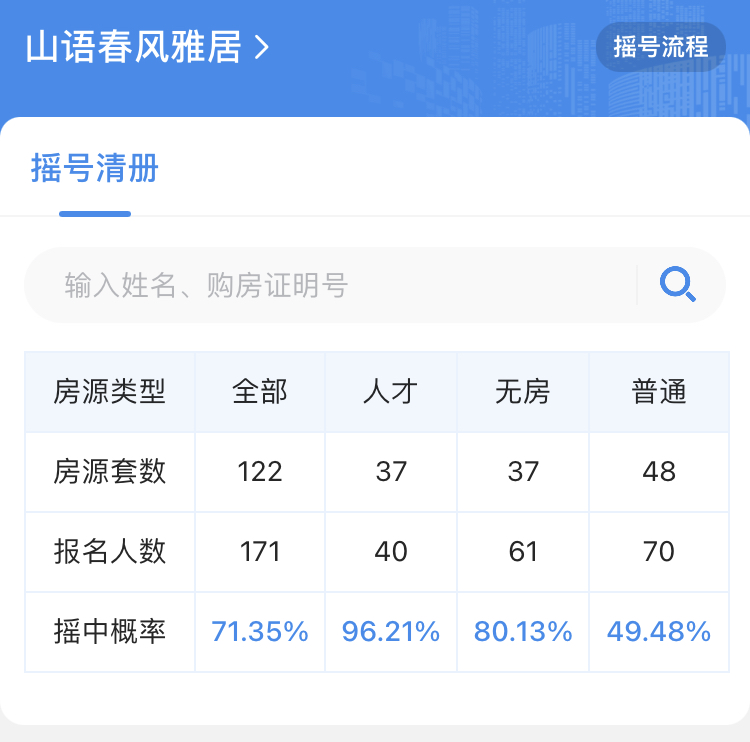 山语春风雅居
摇号流程
摇号清册
输入姓名、购房证明号
房源类型 全部 人才 无房 普通
房源套数 122 37 37 48
报名人数 171 40 61 70
摇中概率 71.35% 96.21% 80.13% 49.48%